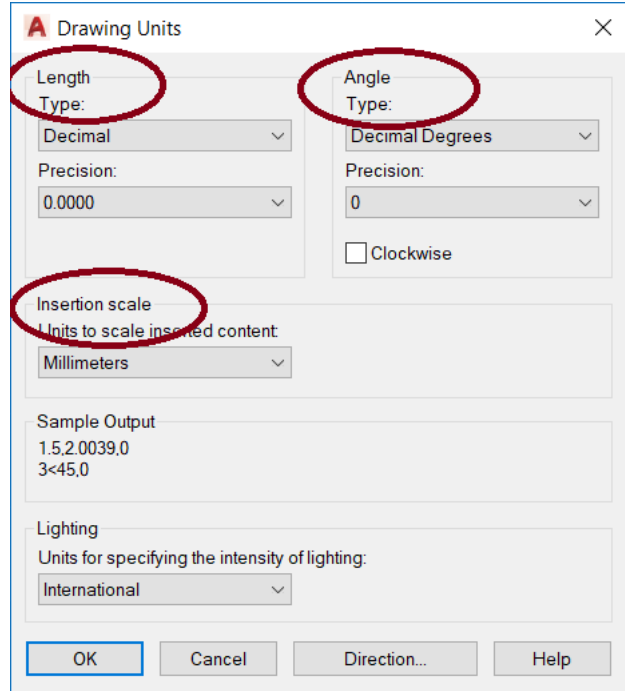 Drawing Units
Length
Type:
Decimal
Precision:
0.0000
Angle
Type:
Decimal Degrees
Precision:
0
Clockwise
Insertion scale
Units to scale inserted content:
Millimeters
Sample Output
1.5,2.0039,0
3<45,0
Lighting
Units for specifying the intensity of lighting:
International
OK Cancel Direction... Help